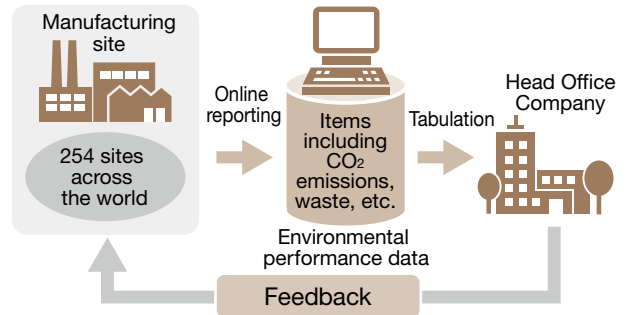 Manufacturing
site
254 sites
across
the world
Online
reporting
Items
including
CO₂
emissions,
waste, etc.
Environmental
performance data
Tabulation
Head Office
Company
Feedback